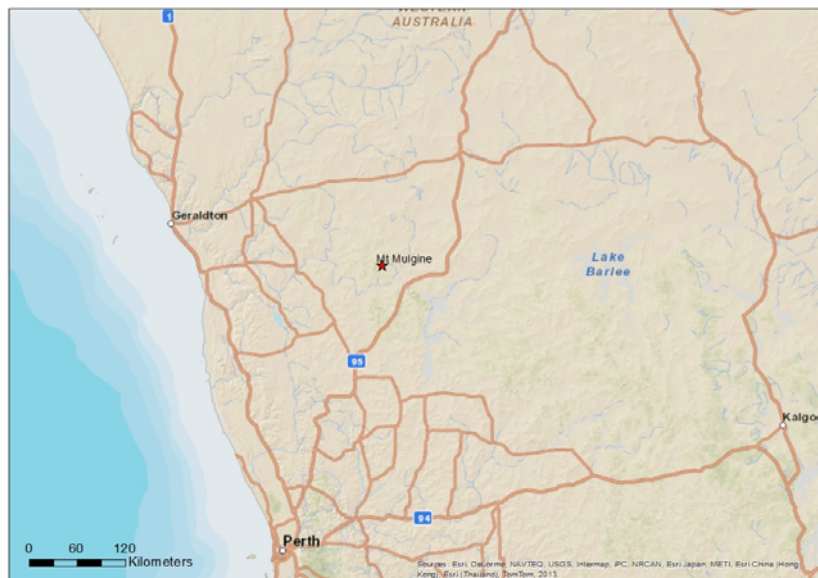 WESTERN
AUSTRALIA
1
Geraldton
Mt Mulgine
Lake
Barlee
95
Kalgoo
94
Perth
0 60 120
Kilometers
Sources: Esri, DeLorme, NAVTEQ, USGS, Intermap, iPC, NRCAN, Esri Japan, METI, Esri China (Hong
Kong), Esri (Thailand), TomTom, 2013